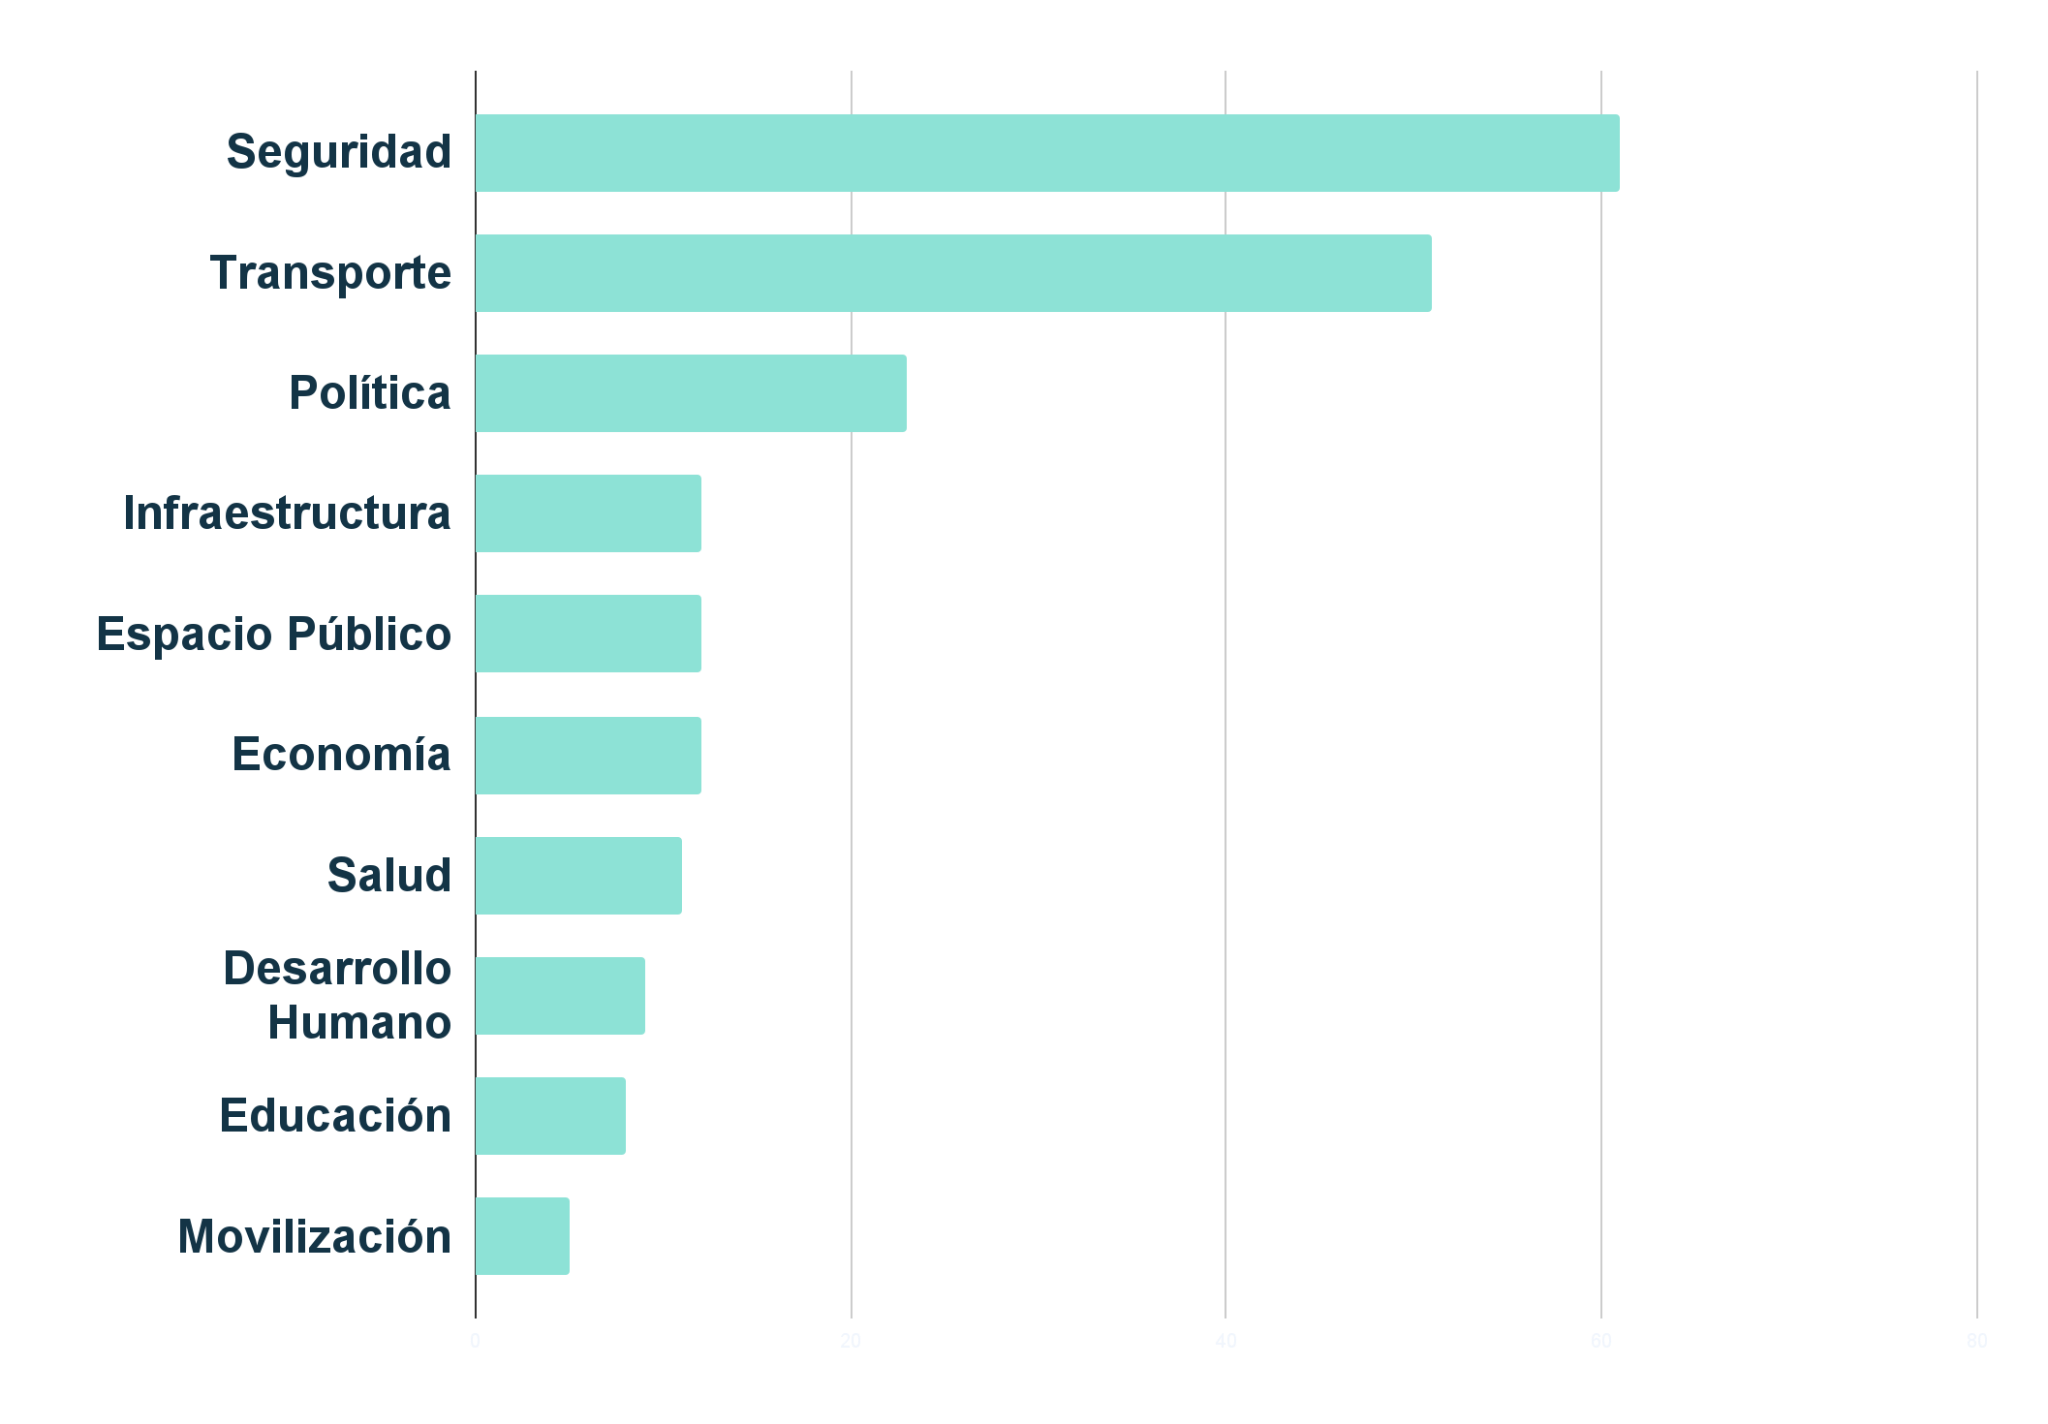 Seguridad
Transporte
Política
Infraestructura
Espacio Público
Economía
Salud
Desarrollo
Humano
Educación
Movilización
0 20 40 60 80